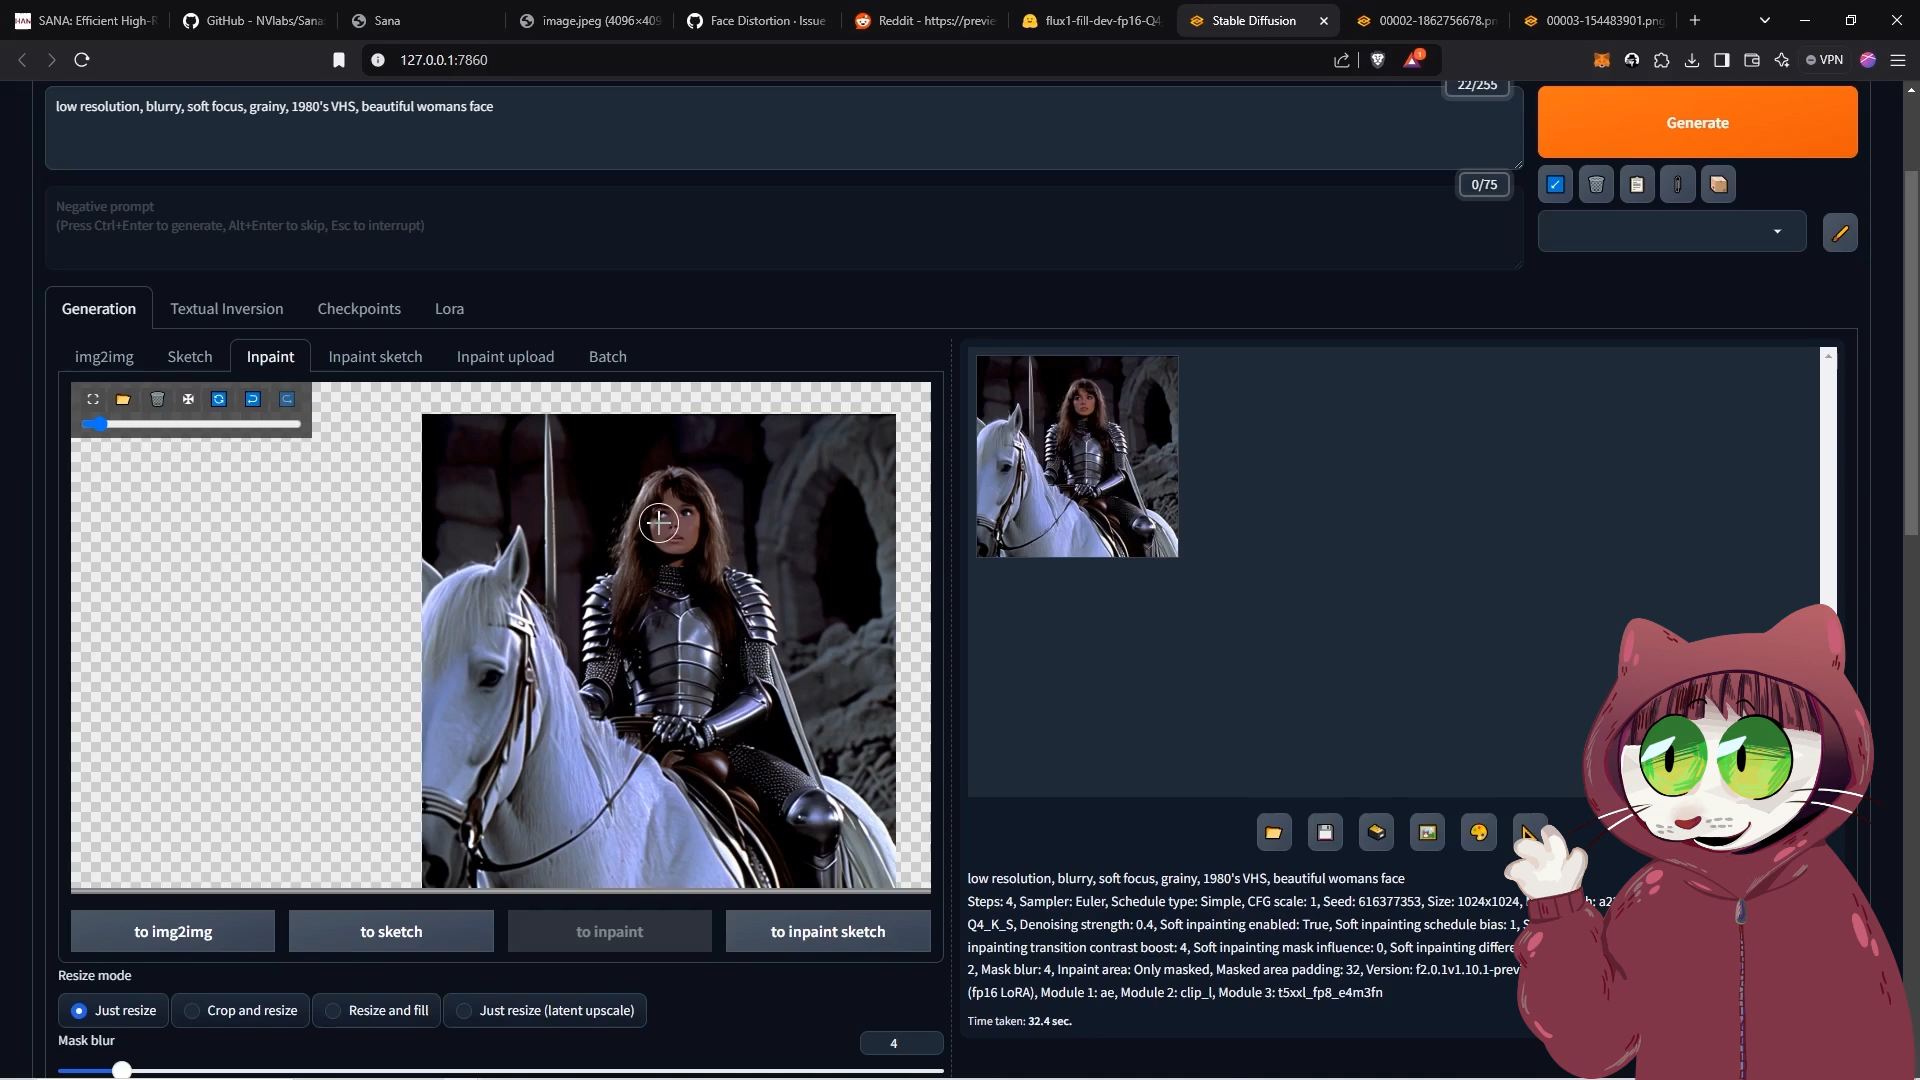 SANA: Efficient High-R
GitHub - NVlabs/Sana:
Sana
image.jpeg (4096×409
Face Distortion · Issue
Reddit - https://previe
flux1-fill-dev-fp16-Q4
Stable Diffusion
00002-1862756678.pn
00003-154483901.png
127.0.0.1:7860
1
VPN
22/255
low resolution, blurry, soft focus, grainy, 1980's VHS, beautiful womans face
Generate
0/75
Negative prompt
(Press Ctrl+Enter to generate, Alt+Enter to skip, Esc to interrupt)
Generation
Textual Inversion
Checkpoints
Lora
img2img
Sketch
Inpaint
Inpaint sketch
Inpaint upload
Batch
to img2img
to sketch
to inpaint
to inpaint sketch
Resize mode
Just resize
Crop and resize
Resize and fill
Just resize (latent upscale)
Mask blur
4
low resolution, blurry, soft focus, grainy, 1980's VHS, beautiful womans face
Steps: 4, Sampler: Euler, Schedule type: Simple, CFG scale: 1, Seed: 616377353, Size: 1024x1024,
Q4_K_S, Denoising strength: 0.4, Soft inpainting enabled: True, Soft inpainting schedule bias: 1,
inpainting transition contrast boost: 4, Soft inpainting mask influence: 0, Soft inpainting differe
2, Mask blur: 4, Inpaint area: Only masked, Masked area padding: 32, Version: f2.0.1v1.10.1-prev
(fp16 LoRA), Module 1: ae, Module 2: clip_l, Module 3: t5xxl_fp8_e4m3fn
Time taken: 32.4 sec.